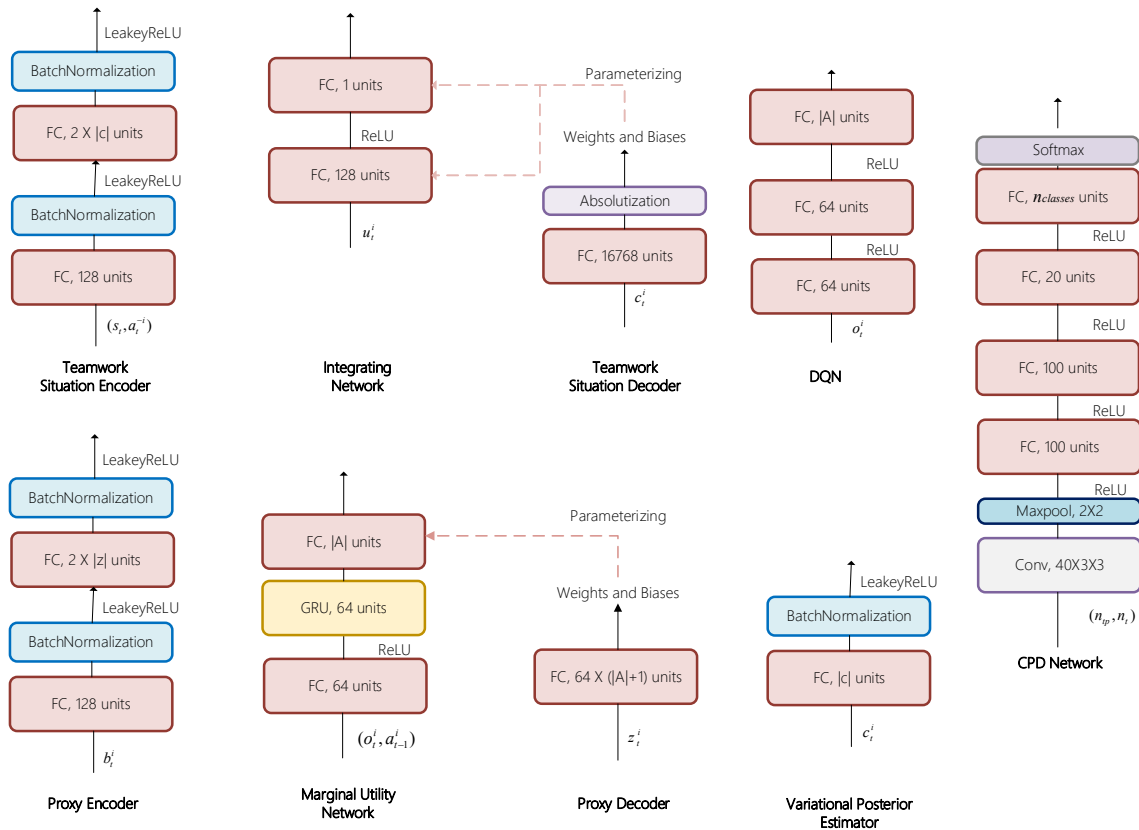 LeakeyReLU
BatchNormalization
FC, 2 X |c| units
LeakeyReLU
BatchNormalization
FC, 128 units
(s_t, a_t^{-i})
Teamwork
Situation Encoder
FC, 1 units
ReLU
FC, 128 units
u_t^i
Integrating
Network
Parameterizing
Weights and Biases
Absolutization
FC, 16768 units
c_t^i
Teamwork
Situation Decoder
FC, |A| units
ReLU
FC, 64 units
ReLU
FC, 64 units
o_t^i
DQN
Softmax
FC, n_{classes} units
ReLU
FC, 20 units
ReLU
FC, 100 units
ReLU
FC, 100 units
ReLU
Maxpool, 2X2
Conv, 40X3X3
(n_{tp}, n_t)
CPD Network
LeakeyReLU
BatchNormalization
FC, 2 X |z| units
LeakeyReLU
BatchNormalization
FC, 128 units
b_t^i
Proxy Encoder
FC, |A| units
GRU, 64 units
ReLU
FC, 64 units
(o_t^i, a_{t-1}^i)
Marginal Utility
Network
Parameterizing
Weights and Biases
FC, 64 X (|A|+1) units
z_t^i
Proxy Decoder
LeakeyReLU
BatchNormalization
FC, |c| units
c_t^i
Variational Posterior
Estimator